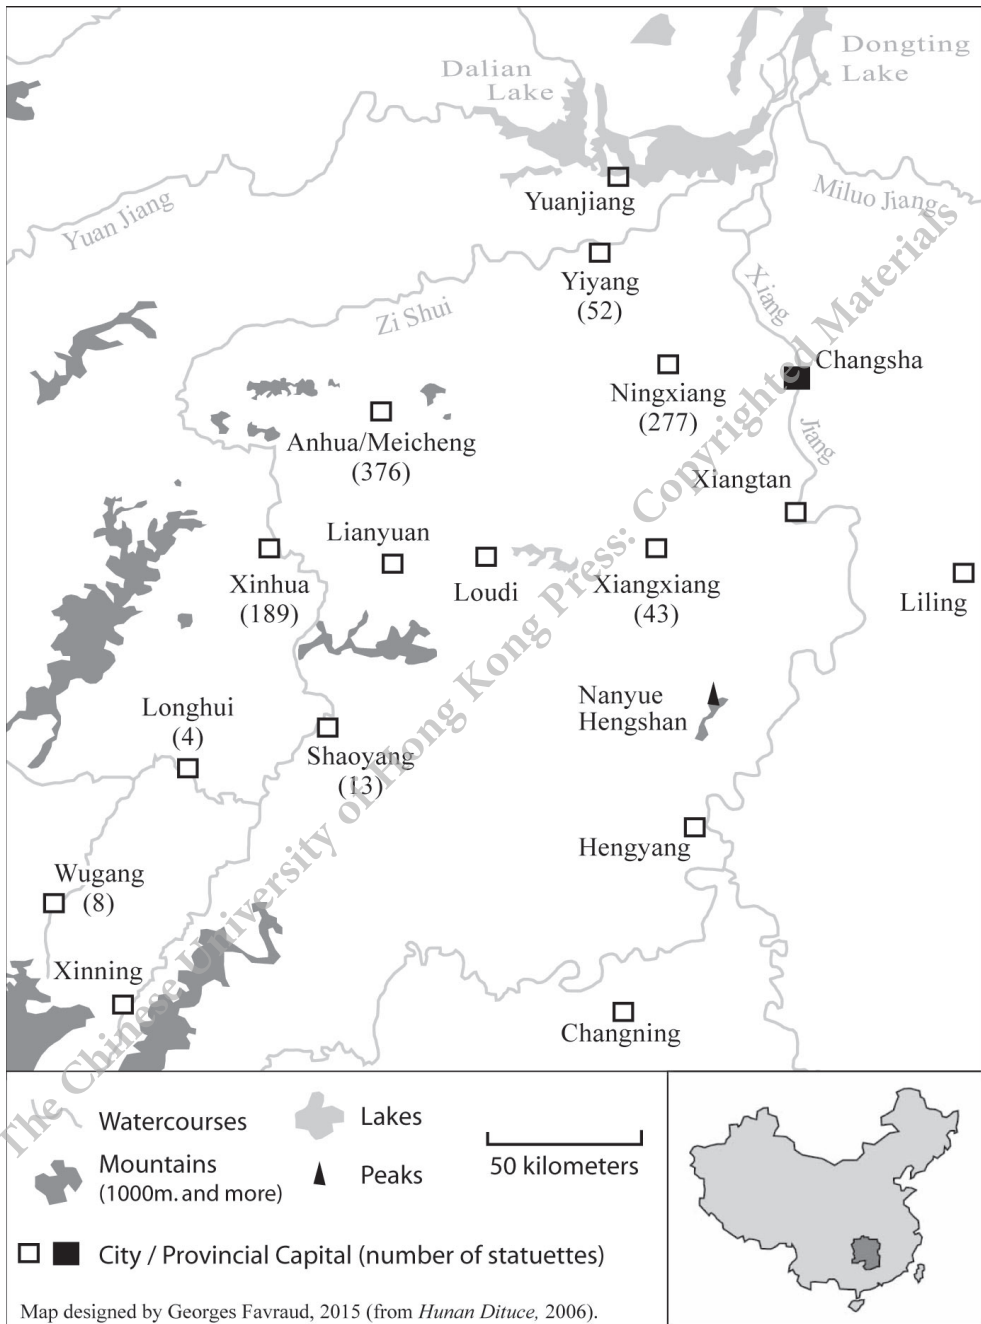 Dongting
Lake
Dalian
Lake
Yuanjiang
Miluo Jiang
Yuan Jiang
Yiyang
(52)
Xiang
Zi Shui
Changsha
Ningxiang
(277)
Jiang
Anhua/Meicheng
(376)
Xiangtan
Lianyuan
Xinhua
(189)
Loudi
Xiangxiang
(43)
Liling
Longhui
(4)
Nanyue
Hengshan
Shaoyang
(13)
Hengyang
Wugang
(8)
Xinning
Changning
The Chinese University of Hong Kong Press: Copyrighted Materials
Watercourses
Lakes
Mountains
(1000m. and more)
Peaks
50 kilometers
City / Provincial Capital (number of statuettes)
Map designed by Georges Favraud, 2015 (from Hunan Dituce, 2006).